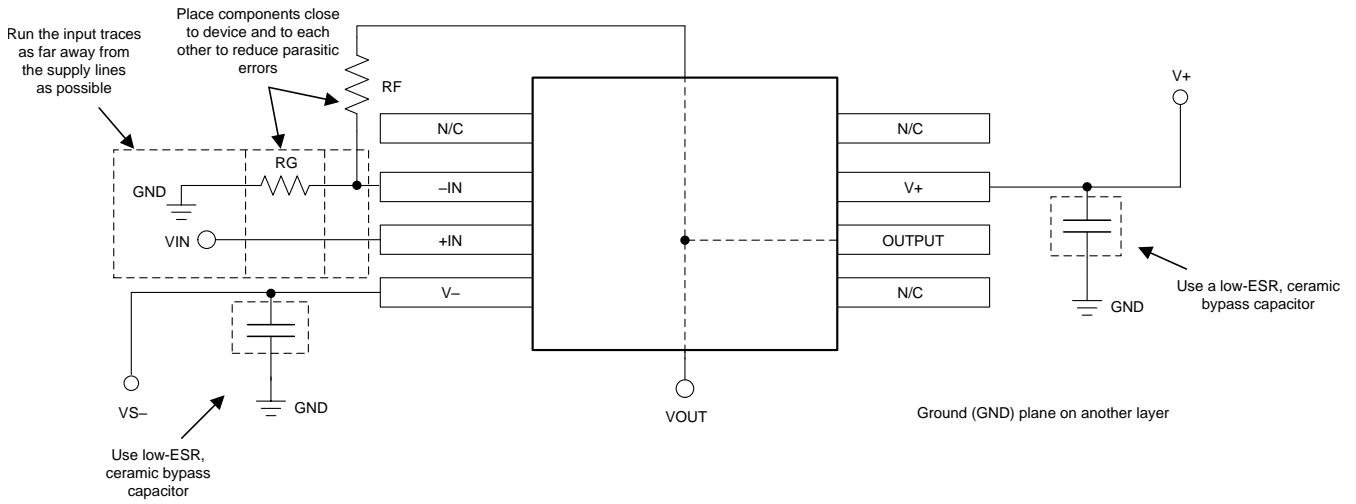 Run the input traces
as far away from
the supply lines
as possible
Place components close
to device and to each
other to reduce parasitic
errors
RF
N/C
RG
GND
–IN
VIN
+IN
V–
GND
VS–
Use low-ESR,
ceramic bypass
capacitor
VOUT
N/C
V+
OUTPUT
N/C
V+
GND
Use a low-ESR, ceramic
bypass capacitor
Ground (GND) plane on another layer